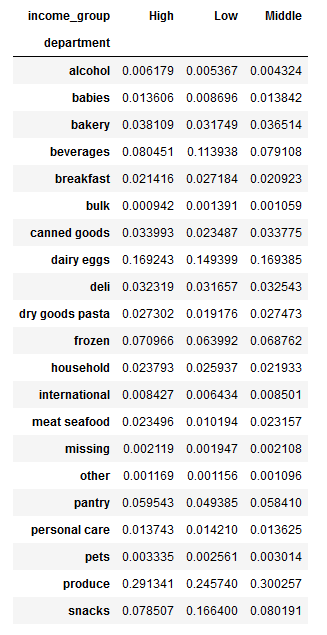 income_group High Low Middle
department
alcohol 0.006179 0.005367 0.004324
babies 0.013606 0.008696 0.013842
bakery 0.038109 0.031749 0.036514
beverages 0.080451 0.113938 0.079108
breakfast 0.021416 0.027184 0.020923
bulk 0.000942 0.001391 0.001059
canned goods 0.033993 0.023487 0.033775
dairy eggs 0.169243 0.149399 0.169385
deli 0.032319 0.031657 0.032543
dry goods pasta 0.027302 0.019176 0.027473
frozen 0.070966 0.063992 0.068762
household 0.023793 0.025937 0.021933
international 0.008427 0.006434 0.008501
meat seafood 0.023496 0.010194 0.023157
missing 0.002119 0.001947 0.002108
other 0.001169 0.001156 0.001096
pantry 0.059543 0.049385 0.058410
personal care 0.013743 0.014210 0.013625
pets 0.003335 0.002561 0.003014
produce 0.291341 0.245740 0.300257
snacks 0.078507 0.166400 0.080191